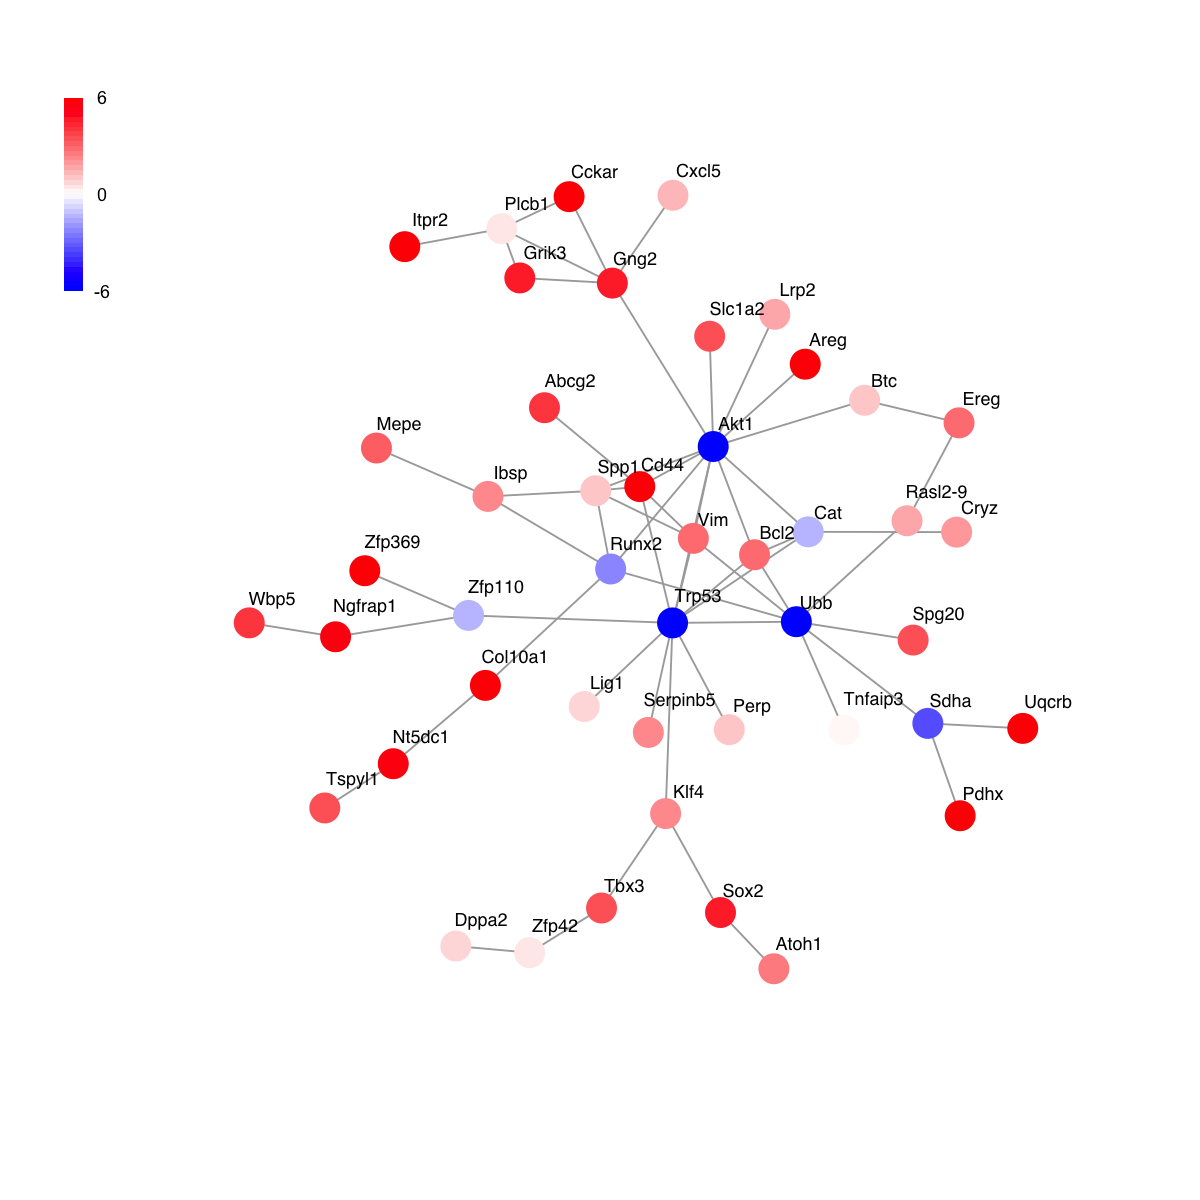 6
0
-6
Cckar
Cxcl5
Plcb1
Itpr2
Grik3
Gng2
Lrp2
Slc1a2
Areg
Btc
Abcg2
Ereg
Mepe
Akt1
Ibsp
Spp1
Cd44
Rasl2-9
Cryz
Cat
Vim
Bcl2
Zfp369
Runx2
Zfp110
Wbp5
Ngfrap1
Trp53
Ubb
Spg20
Col10a1
Lig1
Serpinb5
Perp
Tnfaip3
Sdha
Uqcrb
Nt5dc1
Tspyl1
Klf4
Pdhx
Tbx3
Sox2
Dppa2
Zfp42
Atoh1